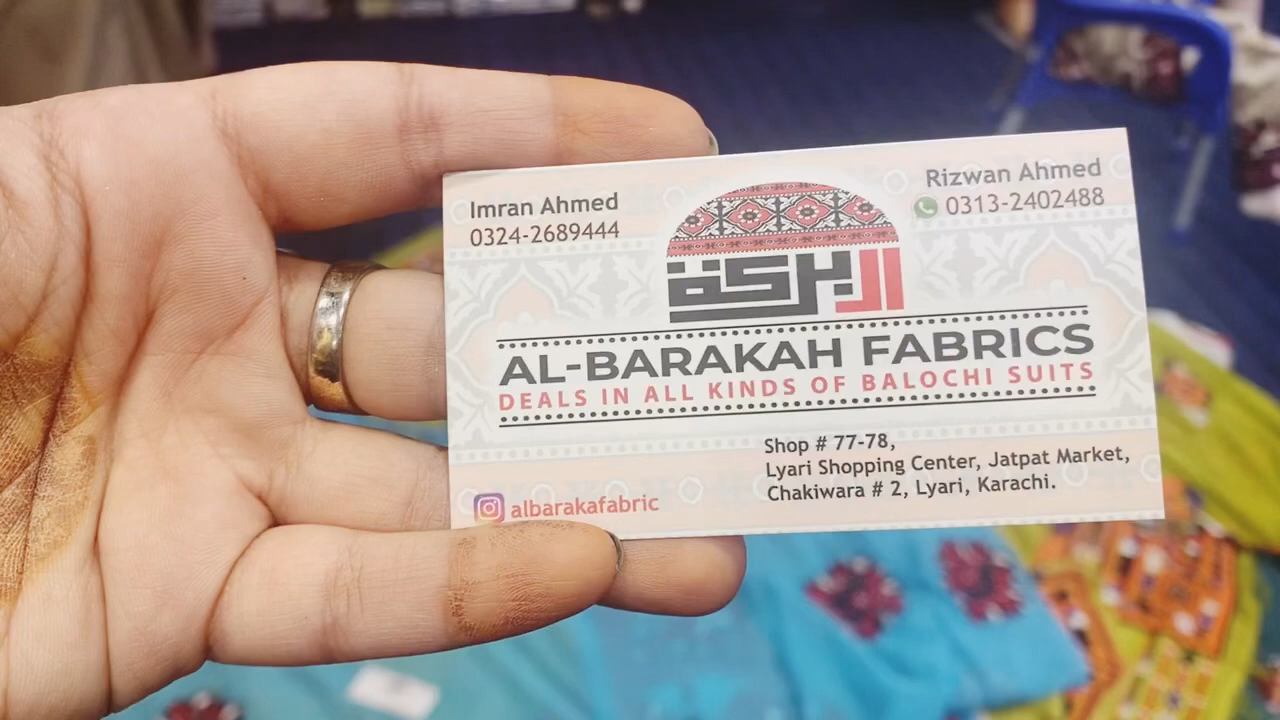 Imran Ahmed
0324-2689444
Rizwan Ahmed
0313-2402488
البركة
AL-BARAKAH FABRICS
DEALS IN ALL KINDS OF BALOCHI SUITS
Shop # 77-78,
Lyari Shopping Center, Jatpat Market,
Chakiwara # 2, Lyari, Karachi.
albarakafabric